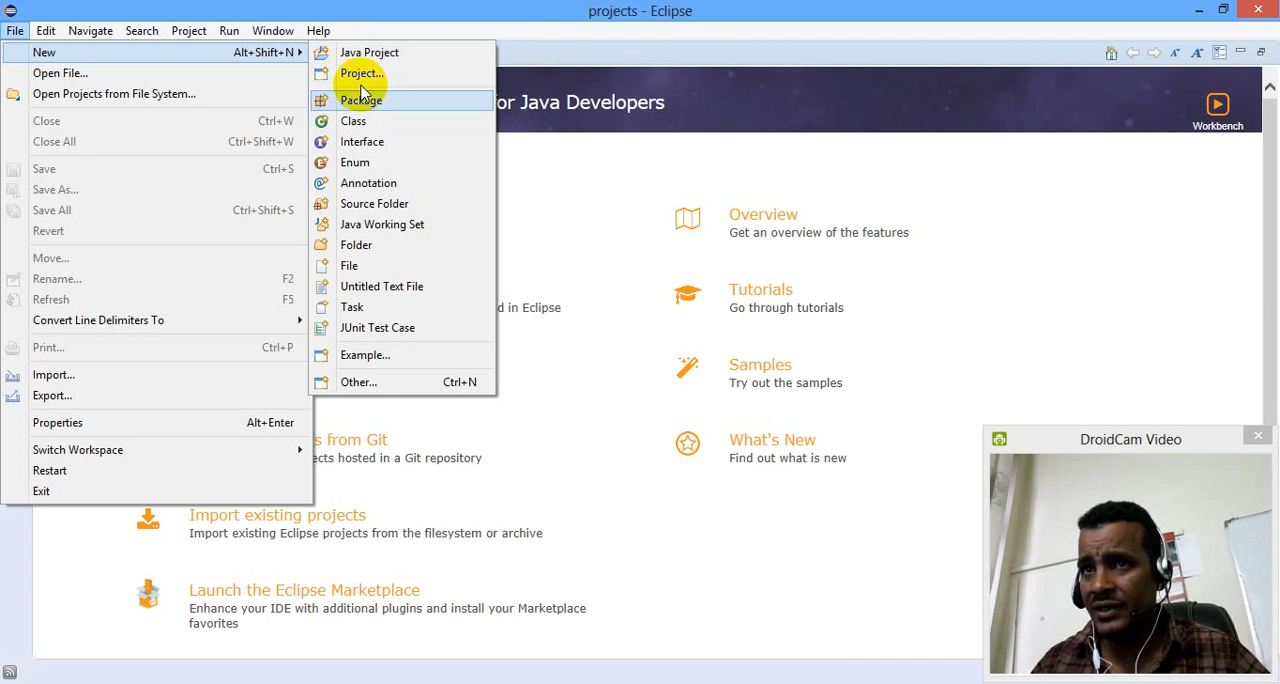 projects - Eclipse
File Edit Navigate Search Project Run Window Help
New Alt+Shift+N
Open File...
Open Projects from File System...
Close Ctrl+W
Close All Ctrl+Shift+W
Save Ctrl+S
Save As...
Save All Ctrl+Shift+S
Revert
Move...
Rename... F2
Refresh F5
Convert Line Delimiters To
Print... Ctrl+P
Import...
Export...
Properties Alt+Enter
Switch Workspace
Restart
Exit
Java Project
Project...
Package
Class
Interface
Enum
Annotation
Source Folder
Java Working Set
Folder
File
Untitled Text File
Task
JUnit Test Case
Example...
Other... Ctrl+N
or Java Developers
Workbench
d in Eclipse
s from Git
ects hosted in a Git repository
Import existing projects
Import existing Eclipse projects from the filesystem or archive
Launch the Eclipse Marketplace
Enhance your IDE with additional plugins and install your Marketplace
favorites
Overview
Get an overview of the features
Tutorials
Go through tutorials
Samples
Try out the samples
What's New
Find out what is new
DroidCam Video